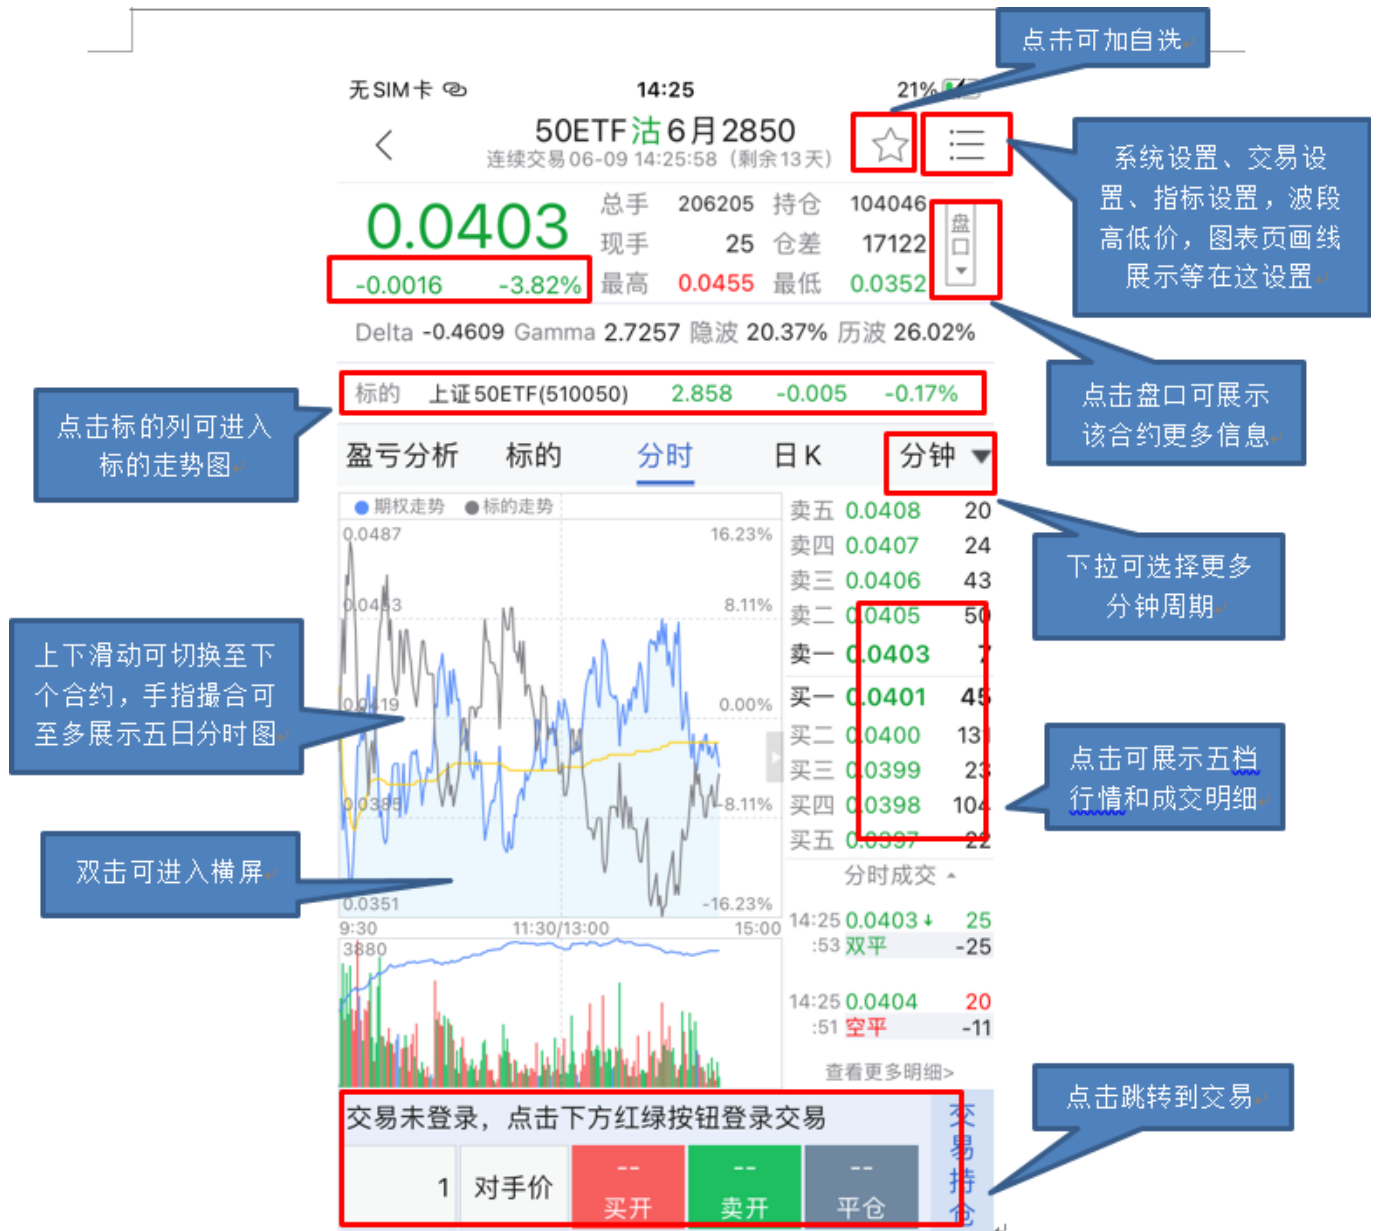 点击可加自选
无SIM卡
14:25
21%
50ETF沽6月2850
连续交易 06-09 14:25:58（剩余13天）
系统设置、交易设
置、指标设置，波段
高低价，图表页画线
展示等在这设置
0.0403
总手 206205 持仓 104046
现手 25 仓差 17122
-0.0016 -3.82% 最高 0.0455 最低 0.0352
盘口
Delta -0.4609 Gamma 2.7257 隐波 20.37% 历波 26.02%
标的 上证50ETF(510050) 2.858 -0.005 -0.17%
点击盘口可展示
该合约更多信息
点击标的列可进入
标的走势图
盈亏分析 标的 分时 日K 分钟
期权走势 标的走势
0.0487 16.23%
0.0453 8.11%
0.0419 0.00%
0.0385 -8.11%
0.0351 -16.23%
9:30 11:30/13:00 15:00
3880
卖五 0.0408 20
卖四 0.0407 24
卖三 0.0406 43
卖二 0.0405 50
卖一 0.0403 7
买一 0.0401 45
买二 0.0400 131
买三 0.0399 23
买四 0.0398 104
买五 0.0397 22
分时成交
14:25 0.0403 25
:53 双平 -25
14:25 0.0404 20
:51 空平 -11
查看更多明细>
下拉可选择更多
分钟周期
上下滑动可切换至下
个合约，手指撮合可
至多展示五日分时图
点击可展示五档
行情和成交明细
双击可进入横屏
点击跳转到交易
交易未登录，点击下方红绿按钮登录交易
1 对手价
--
买开
--
卖开
--
平仓
交易持仓